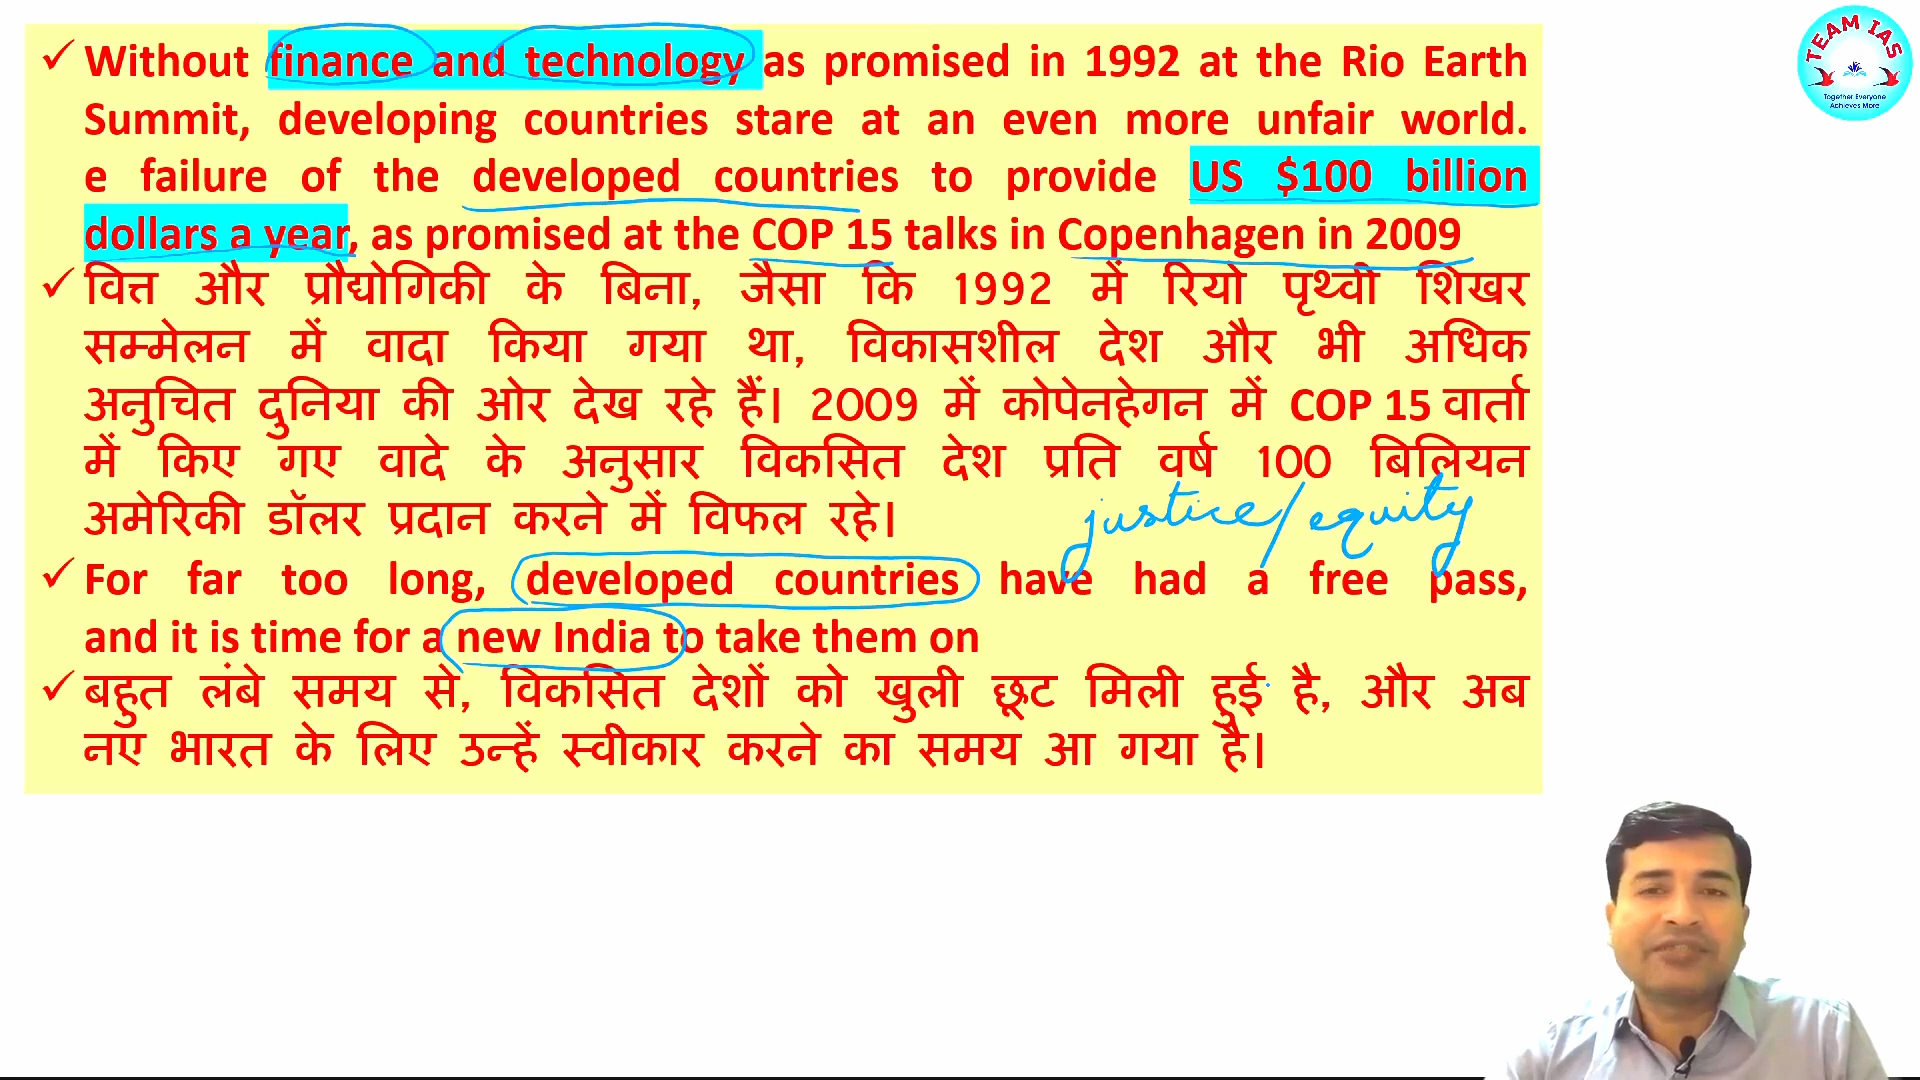 ✓ Without finance and technology as promised in 1992 at the Rio Earth
Summit, developing countries stare at an even more unfair world.
e failure of the developed countries to provide US $100 billion
dollars a year, as promised at the COP 15 talks in Copenhagen in 2009
✓ वित्त और प्रौद्योगिकी के बिना, जैसा कि 1992 में रियो पृथ्वी शिखर
सम्मेलन में वादा किया गया था, विकासशील देश और भी अधिक
अनुचित दुनिया की ओर देख रहे हैं। 2009 में कोपेनहेगन में COP 15 वार्ता
में किए गए वादे के अनुसार विकसित देश प्रति वर्ष 100 बिलियन
अमेरिकी डॉलर प्रदान करने में विफल रहे।
justice/equity
✓ For far too long, developed countries have had a free pass,
and it is time for a new India to take them on
✓ बहुत लंबे समय से, विकसित देशों को खुली छूट मिली हुई है, और अब
नए भारत के लिए उन्हें स्वीकार करने का समय आ गया है।
TEAM IAS
Together Everyone
Achieves More